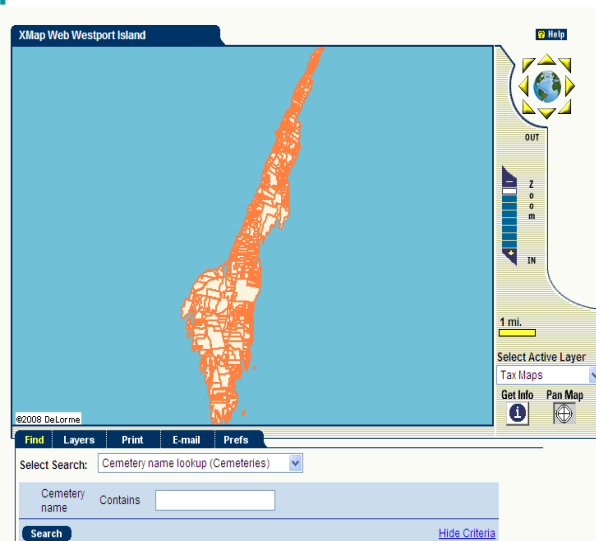 XMap Web Westport Island
Help
OUT
Zoom
IN
1 mi.
Select Active Layer
Tax Maps
Get Info Pan Map
©2008 DeLorme
Find Layers Print E-mail Prefs
Select Search: Cemetery name lookup (Cemeteries)
Cemetery name Contains
Search Hide Criteria